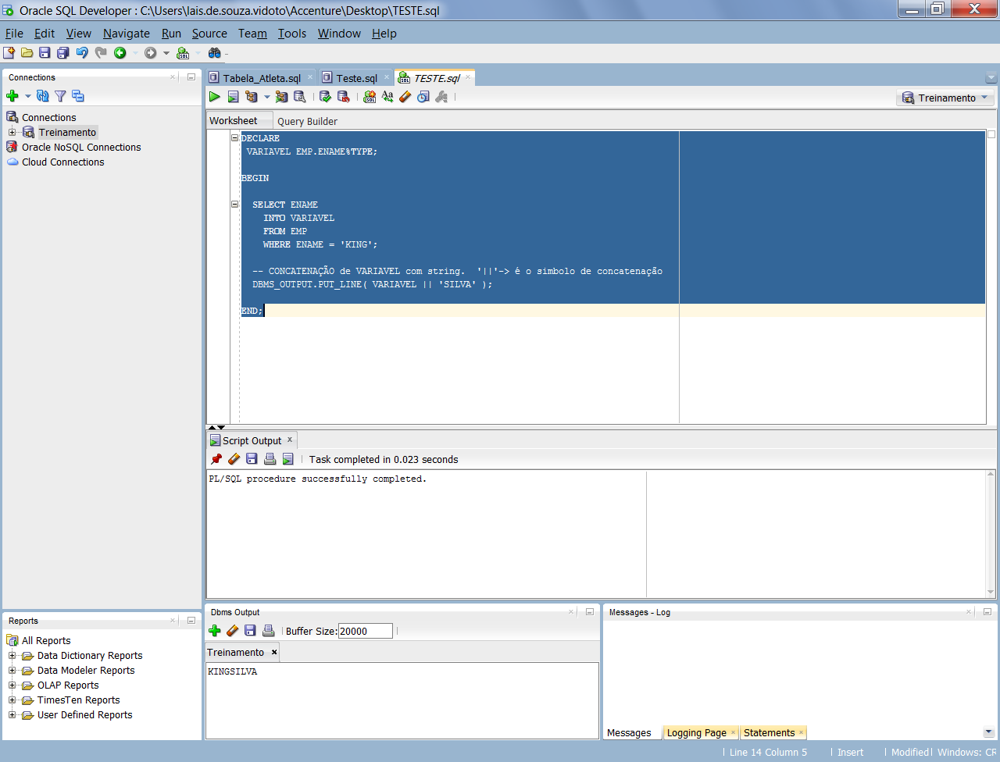 Oracle SQL Developer : C:\Users\lais.de.souza.vidoto\Accenture\Desktop\TESTE.sql
File Edit View Navigate Run Source Team Tools Window Help
Connections
Connections
Treinamento
Oracle NoSQL Connections
Cloud Connections
Tabela_Atleta.sql Teste.sql TESTE.sql
Treinamento
Worksheet Query Builder
DECLARE
VARIAVEL EMP.ENAME%TYPE;
BEGIN
SELECT ENAME
INTO VARIAVEL
FROM EMP
WHERE ENAME = 'KING';
-- CONCATENAÇÃO de VARIAVEL com string. '||'-> é o simbolo de concatenação
DBMS_OUTPUT.PUT_LINE( VARIAVEL || 'SILVA' );
END;
Script Output
Task completed in 0.023 seconds
PL/SQL procedure successfully completed.
Reports
All Reports
Data Dictionary Reports
Data Modeler Reports
OLAP Reports
TimesTen Reports
User Defined Reports
Dbms Output
Buffer Size: 20000
Treinamento
KINGSILVA
Messages - Log
Messages Logging Page Statements
Line 14 Column 5 Insert Modified Windows: CR